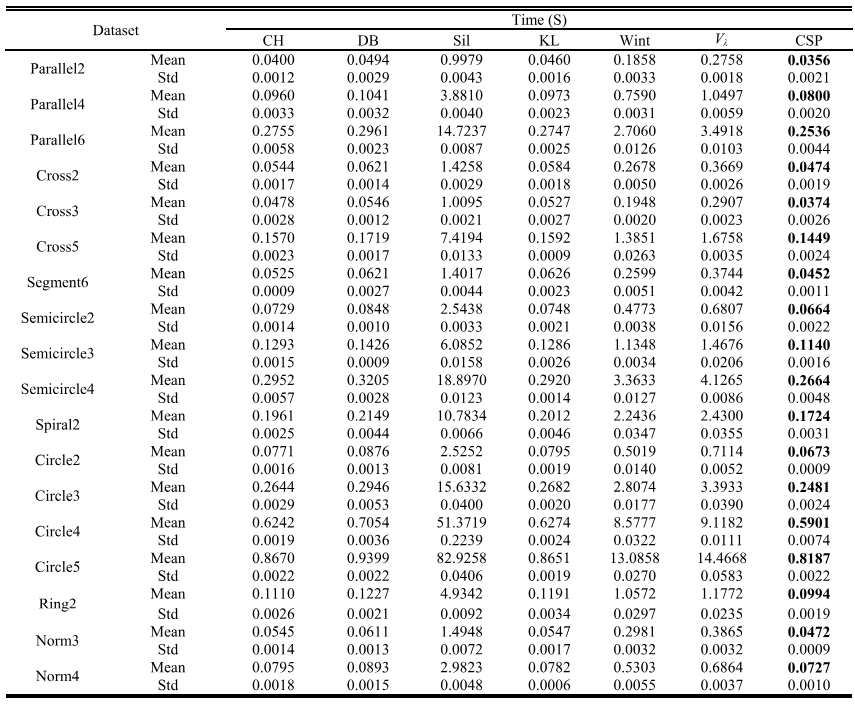 Dataset Time (S)
CH DB Sil KL Wint Vλ CSP
Parallel2 Mean 0.0400 0.0494 0.9979 0.0460 0.1858 0.2758 0.0356
Std 0.0012 0.0029 0.0043 0.0016 0.0033 0.0018 0.0021
Parallel4 Mean 0.0960 0.1041 3.8810 0.0973 0.7590 1.0497 0.0800
Std 0.0033 0.0032 0.0040 0.0023 0.0031 0.0059 0.0020
Parallel6 Mean 0.2755 0.2961 14.7237 0.2747 2.7060 3.4918 0.2536
Std 0.0058 0.0023 0.0087 0.0025 0.0126 0.0103 0.0044
Cross2 Mean 0.0544 0.0621 1.4258 0.0584 0.2678 0.3669 0.0474
Std 0.0017 0.0014 0.0029 0.0018 0.0050 0.0026 0.0019
Cross3 Mean 0.0478 0.0546 1.0095 0.0527 0.1948 0.2907 0.0374
Std 0.0028 0.0012 0.0021 0.0027 0.0020 0.0023 0.0026
Cross5 Mean 0.1570 0.1719 7.4194 0.1592 1.3851 1.6758 0.1449
Std 0.0023 0.0017 0.0133 0.0009 0.0263 0.0035 0.0024
Segment6 Mean 0.0525 0.0621 1.4017 0.0626 0.2599 0.3744 0.0452
Std 0.0009 0.0027 0.0044 0.0023 0.0051 0.0042 0.0011
Semicircle2 Mean 0.0729 0.0848 2.5438 0.0748 0.4773 0.6807 0.0664
Std 0.0014 0.0010 0.0033 0.0021 0.0038 0.0156 0.0022
Semicircle3 Mean 0.1293 0.1426 6.0852 0.1286 1.1348 1.4676 0.1140
Std 0.0015 0.0009 0.0158 0.0026 0.0034 0.0206 0.0016
Semicircle4 Mean 0.2952 0.3205 18.8970 0.2920 3.3633 4.1265 0.2664
Std 0.0057 0.0028 0.0123 0.0014 0.0127 0.0086 0.0048
Spiral2 Mean 0.1961 0.2149 10.7834 0.2012 2.2436 2.4300 0.1724
Std 0.0025 0.0044 0.0066 0.0046 0.0347 0.0355 0.0031
Circle2 Mean 0.0771 0.0876 2.5252 0.0795 0.5019 0.7114 0.0673
Std 0.0016 0.0013 0.0081 0.0019 0.0140 0.0052 0.0009
Circle3 Mean 0.2644 0.2946 15.6332 0.2682 2.8074 3.3933 0.2481
Std 0.0029 0.0053 0.0400 0.0020 0.0177 0.0390 0.0024
Circle4 Mean 0.6242 0.7054 51.3719 0.6274 8.5777 9.1182 0.5901
Std 0.0019 0.0036 0.2239 0.0024 0.0322 0.0111 0.0074
Circle5 Mean 0.8670 0.9399 82.9258 0.8651 13.0858 14.4668 0.8187
Std 0.0022 0.0022 0.0406 0.0019 0.0270 0.0583 0.0022
Ring2 Mean 0.1110 0.1227 4.9342 0.1191 1.0572 1.1772 0.0994
Std 0.0026 0.0021 0.0092 0.0034 0.0297 0.0235 0.0019
Norm3 Mean 0.0545 0.0611 1.4948 0.0547 0.2981 0.3865 0.0472
Std 0.0014 0.0013 0.0072 0.0017 0.0032 0.0032 0.0009
Norm4 Mean 0.0795 0.0893 2.9823 0.0782 0.5303 0.6864 0.0727
Std 0.0018 0.0015 0.0048 0.0006 0.0055 0.0037 0.0010